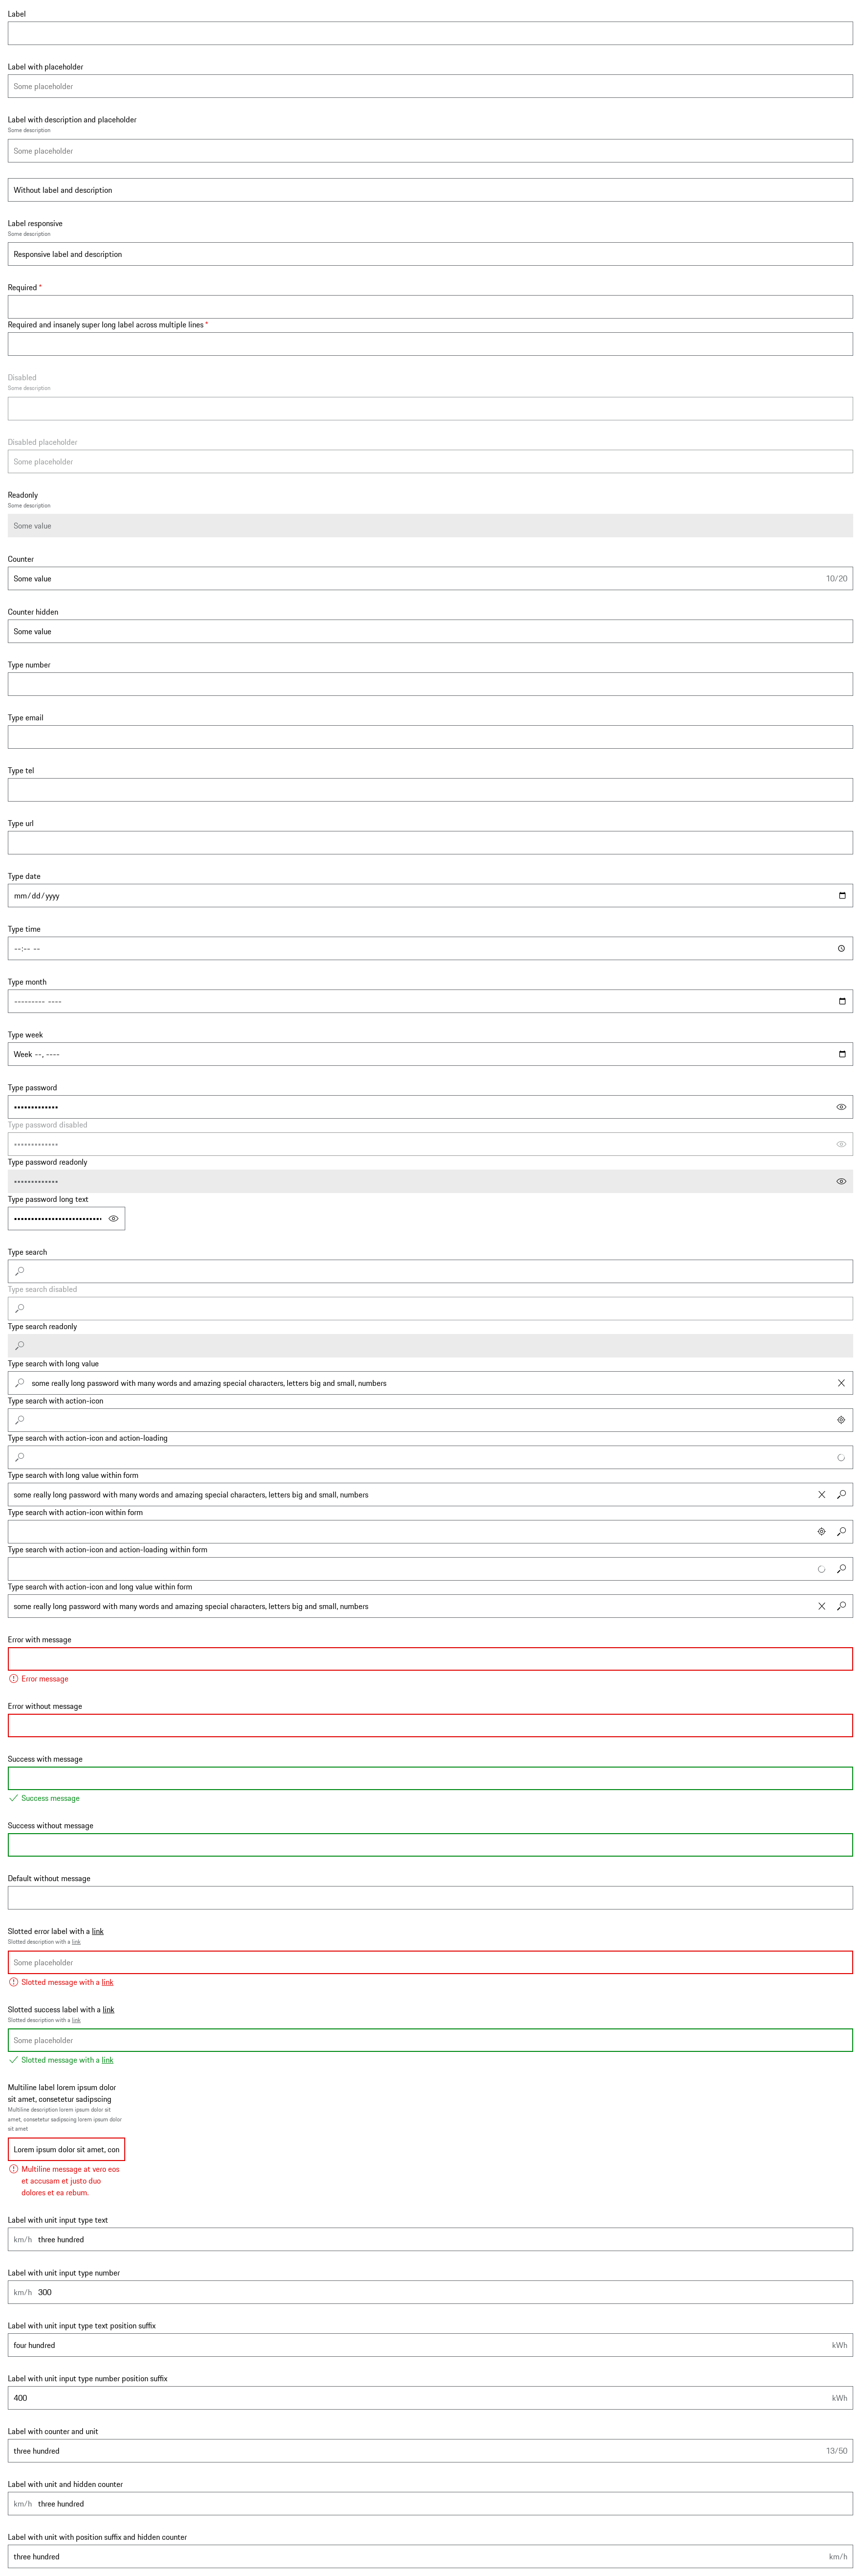 Label
Label with placeholder
Some placeholder
Label with description and placeholder
Some description
Some placeholder
Without label and description
Label responsive
Some description
Responsive label and description
Required *
Required and insanely super long label across multiple lines *
Disabled
Some description
Disabled placeholder
Some placeholder
Readonly
Some description
Some value
Counter
Some value 10/20
Counter hidden
Some value
Type number
Type email
Type tel
Type url
Type date
mm/dd/yyyy
Type time
--:-- --
Type month
--------- ----
Type week
Week --, ----
Type password
•••••••••••••
Type password disabled
•••••••••••••
Type password readonly
•••••••••••••
Type password long text
••••••••••••••••••••••••••
Type search
Type search disabled
Type search readonly
Type search with long value
some really long password with many words and amazing special characters, letters big and small, numbers
Type search with action-icon
Type search with action-icon and action-loading
Type search with long value within form
some really long password with many words and amazing special characters, letters big and small, numbers
Type search with action-icon within form
Type search with action-icon and action-loading within form
Type search with action-icon and long value within form
some really long password with many words and amazing special characters, letters big and small, numbers
Error with message
Error message
Error without message
Success with message
Success message
Success without message
Default without message
Slotted error label with a link
Slotted description with a link
Some placeholder
Slotted message with a link
Slotted success label with a link
Slotted description with a link
Some placeholder
Slotted message with a link
Multiline label lorem ipsum dolor
sit amet, consetetur sadipscing
Multiline description lorem ipsum dolor sit
amet, consetetur sadipscing lorem ipsum dolor
sit amet
Lorem ipsum dolor sit amet, con
Multiline message at vero eos
et accusam et justo duo
dolores et ea rebum.
Label with unit input type text
km/h three hundred
Label with unit input type number
km/h 300
Label with unit input type text position suffix
four hundred kWh
Label with unit input type number position suffix
400 kWh
Label with counter and unit
three hundred 13/50
Label with unit and hidden counter
km/h three hundred
Label with unit with position suffix and hidden counter
three hundred km/h